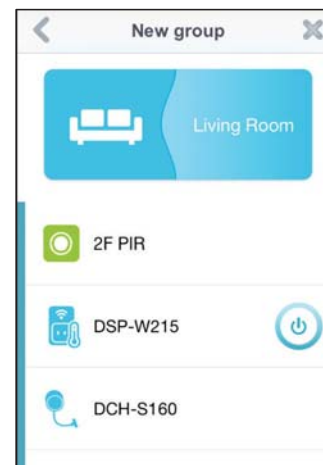 New group
Living Room
2F PIR
DSP-W215
DCH-S160